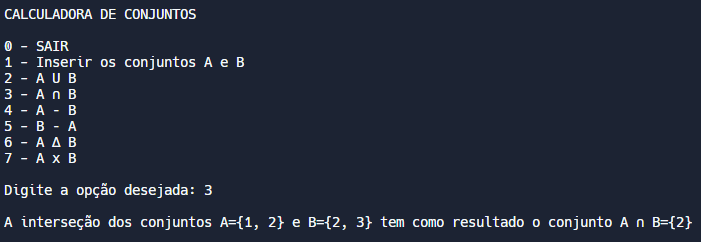 CALCULADORA DE CONJUNTOS
0 - SAIR
1 - Inserir os conjuntos A e B
2 - A U B
3 - A ∩ B
4 - A - B
5 - B - A
6 - A Δ B
7 - A x B
Digite a opção desejada: 3
A interseção dos conjuntos A={1, 2} e B={2, 3} tem como resultado o conjunto A ∩ B={2}